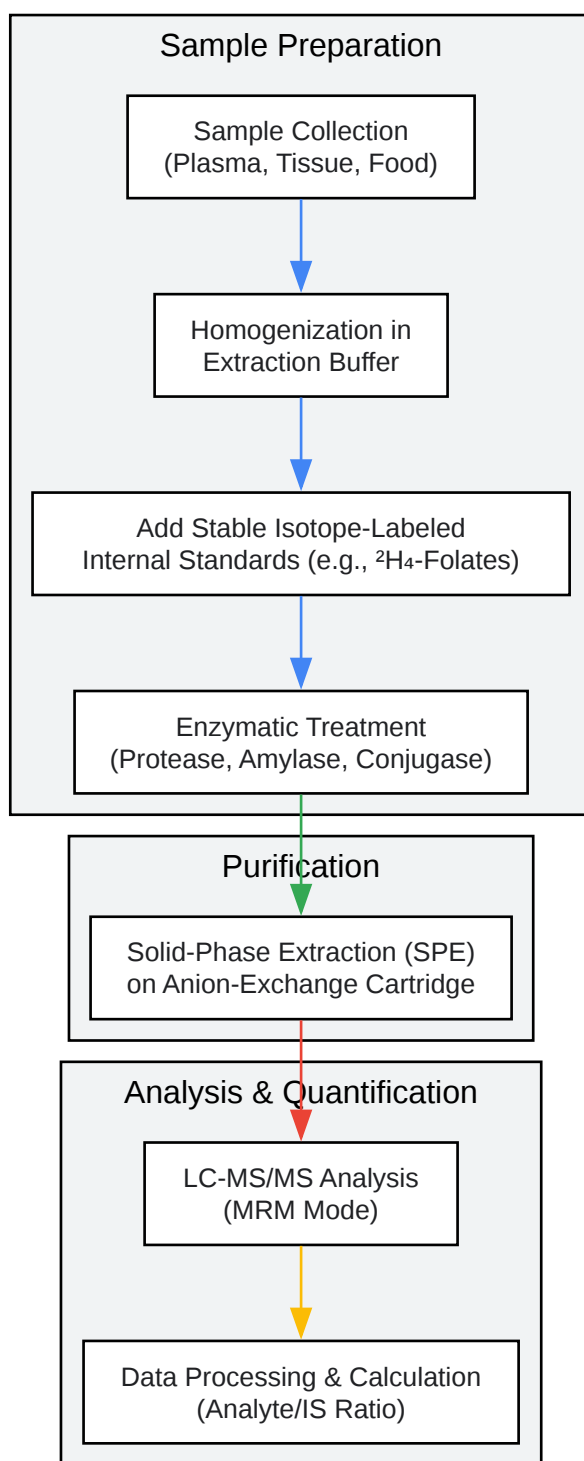 Sample Preparation
Sample Collection
(Plasma, Tissue, Food)
Homogenization in
Extraction Buffer
Add Stable Isotope-Labeled
Internal Standards (e.g., ²H₄-Folates)
Enzymatic Treatment
(Protease, Amylase, Conjugase)
Purification
Solid-Phase Extraction (SPE)
on Anion-Exchange Cartridge
Analysis & Quantification
LC-MS/MS Analysis
(MRM Mode)
Data Processing & Calculation
(Analyte/IS Ratio)